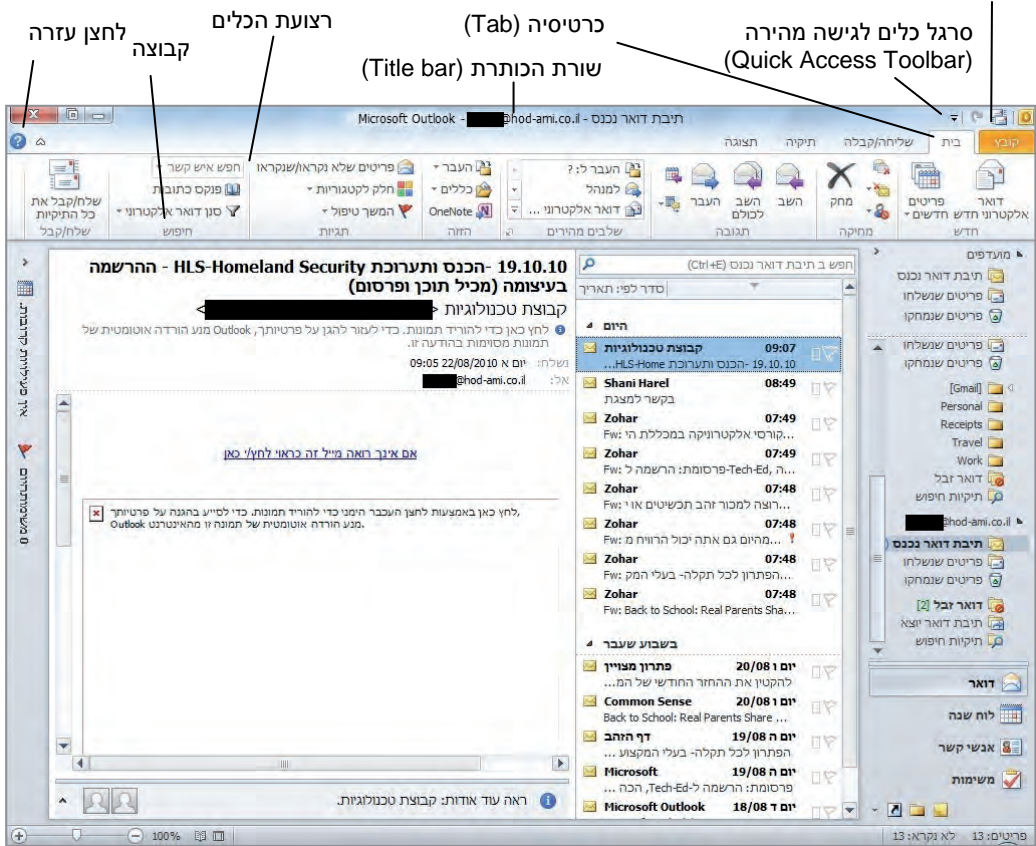 לחצן עזרה
קבוצה
רצועת הכלים
כרטיסיה (Tab)
שורת הכותרת (Title bar)
סרגל כלים לגישה מהירה
(Quick Access Toolbar)
תיבת דואר נכנס - @hod-ami.co.il - Microsoft Outlook
קובץ
בית
שליחה/קבלה
תיקיה
תצוגה
דואר
אלקטרוני חדש
פריטים
חדשים
חדש
מחק
מחיקה
השב
השב
לכולם
העבר
תגובה
העבר ל: ?
למנהל
דואר אלקטרוני ...
שלבים מהירים
העבר
כללים
OneNote
הזזה
פריטים שלא נקראו/שנקראו
חלק לקטגוריות
המשך טיפול
תגיות
חפש איש קשר
פנקס כתובות
סנן דואר אלקטרוני
חיפוש
שלח/קבל את
כל התיקיות
שלח/קבל
מועדפים
תיבת דואר נכנס
פריטים שנשלחו
פריטים שנמחקו
פריטים שנשלחו
פריטים שנמחקו
[Gmail]
Personal
Receipts
Travel
Work
דואר זבל
תיקיות חיפוש
@hod-ami.co.il
תיבת דואר נכנס
פריטים שנשלחו
פריטים שנמחקו
דואר זבל [2]
תיבת דואר יוצא
תיקיות חיפוש
דואר
לוח שנה
אנשי קשר
משימות
חפש ב תיבת דואר נכנס (Ctrl+E)
סדר לפי: תאריך
היום
קבוצת טכנולוגיות 09:07
19.10.10 -הכנס ותערוכת HLS-Home...
Shani Harel 08:49
בקשר למצגת
Zohar 07:49
Fw: קורסי אלקטרוניקה במכללת הי...
Zohar 07:49
Fw: פרסומת: הרשמה ל-Tech-Ed, ה...
Zohar 07:48
Fw: רוצה למכור זהב תכשיטים או י...
Zohar 07:48
Fw: מהיום גם אתה יכול הרוויח מ...
Zohar 07:48
Fw: הפתרון לכל תקלה- בעלי המק...
Zohar 07:48
Fw: Back to School: Real Parents Sha...
בשבוע שעבר
פתרון מצויין יום ו 20/08
להקטין את ההחזר החודשי של המ...
Common Sense יום ו 20/08
Back to School: Real Parents Share ...
דף הזהב יום ה 19/08
הפתרון לכל תקלה- בעלי המקצוע ...
Microsoft יום ה 19/08
פרסומת: הרשמה ל-Tech-Ed, הכה ...
Microsoft Outlook יום ד 18/08
19.10.10 -הכנס ותערוכת HLS-Homeland Security - ההרשמה
בעיצומה (מכיל תוכן ופרסום)
קבוצת טכנולוגיות < >
לחץ כאן כדי להוריד תמונות. כדי לעזור להגן על פרטיותך, Outlook מנע הורדה אוטומטית של
תמונות מסוימות בהודעה זו.
נשלח: יום א 22/08/2010 09:05
אל: @hod-ami.co.il
אם אינך רואה מייל זה כראוי לחץ/י כאן
לחץ כאן באמצעות לחצן העכבר הימני כדי להוריד תמונות. כדי לסייע בהגנה על פרטיותך,
Outlook מנע הורדה אוטומטית של תמונה זו מהאינטרנט.
ראה עוד אודות: קבוצת טכנולוגיות.
אין פעילויות קרובות.
0 משימות היום
פריטים: 13 לא נקרא: 13
100%